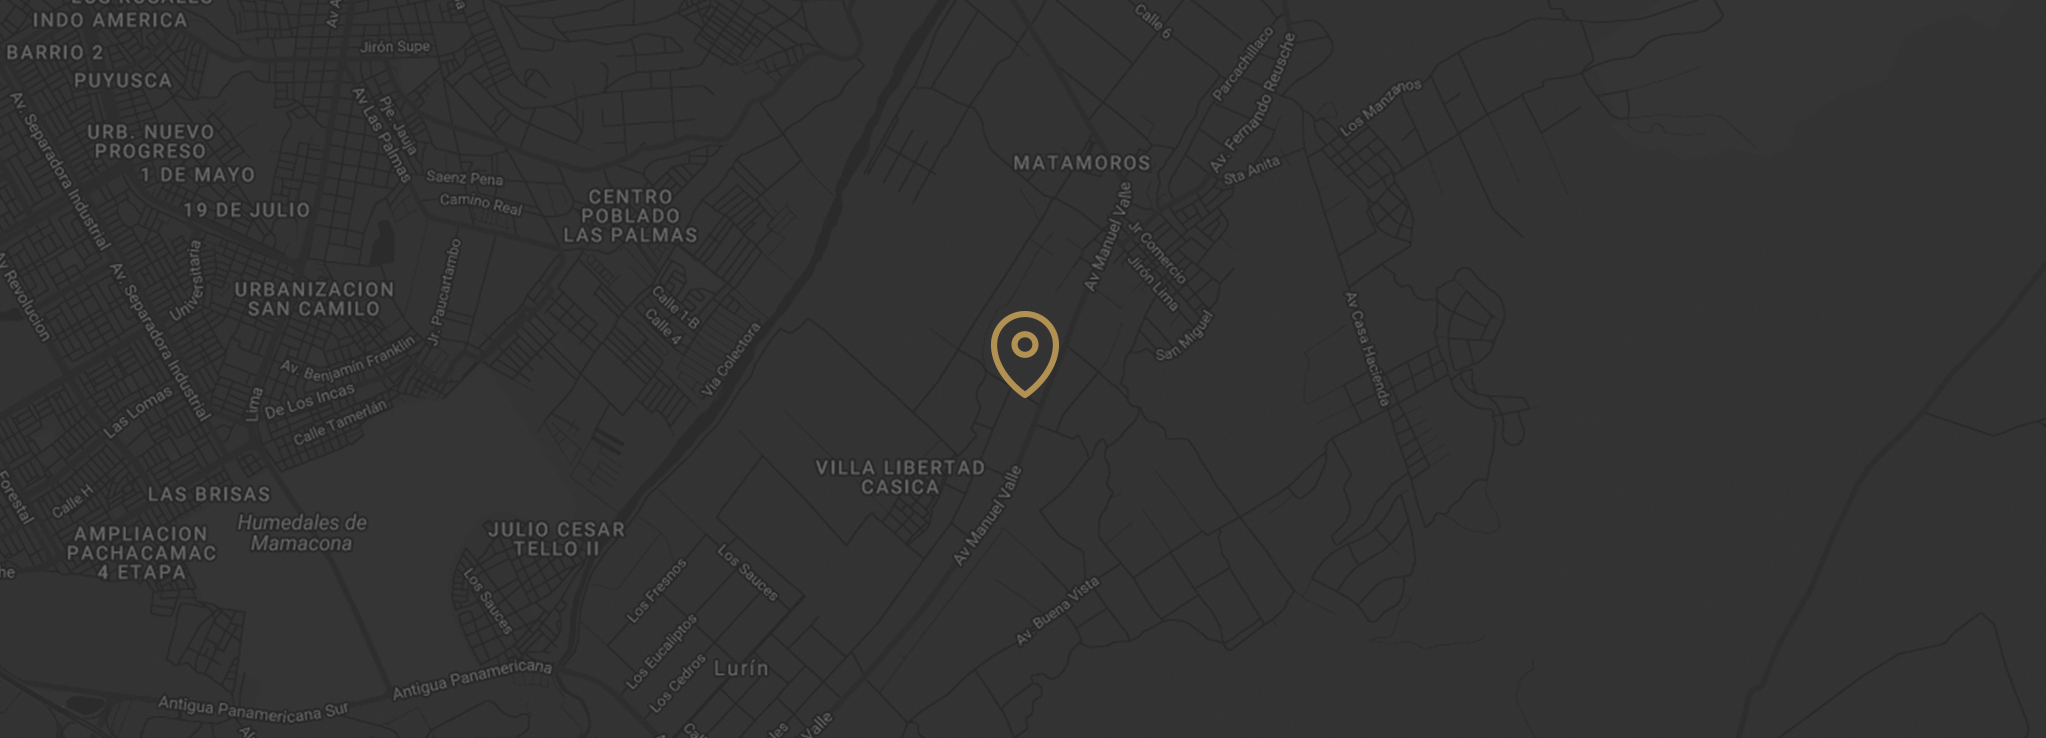 INDO AMERICA
BARRIO 2
PUYUSCA
Jirón Supe
Av. Separadora Industrial
Pje. Jauja
Av Las Palmas
URB. NUEVO
PROGRESO
1 DE MAYO
19 DE JULIO
Saenz Pena
Camino Real
CENTRO
POBLADO
LAS PALMAS
Calle 6
Parcachillaco
Av. Fernando Reusche
Los Manzanos
Sta Anita
MATAMOROS
Av Manuel Valle
Jr Comercio
Jirón Lima
San Miguel
Av Casa Hacienda
Av Revolucion
Universitaria
Av. Separadora Industrial
URBANIZACION
SAN CAMILO
Jr. Paucartambo
Calle 1-B
Calle 4
Via Colectora
Av. Benjamín Franklin
De Los Incas
Calle Tamerlán
Lima
Las Lomas
Forestal
Calle H
LAS BRISAS
Humedales de
Mamacona
AMPLIACION
PACHACAMAC
4 ETAPA
JULIO CESAR
TELLO II
Los Sauces
VILLA LIBERTAD
CASICA
Av Manuel Valle
Los Fresnos
Los Sauces
Av. Buena Vista
Los Eucaliptos
Los Cedros
Lurín
Antigua Panamericana
Antigua Panamericana Sur
Valle